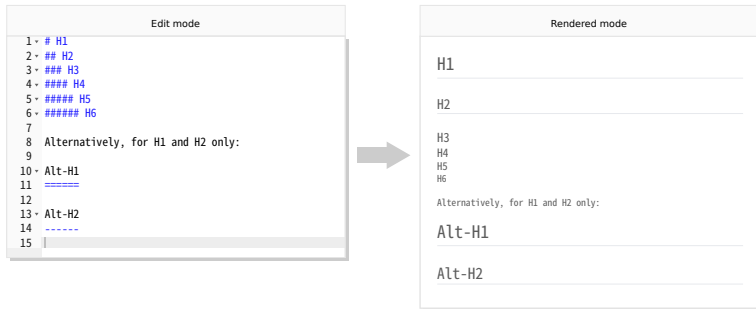 Edit mode
1 # H1
2 ## H2
3 ### H3
4 #### H4
5 ##### H5
6 ###### H6
7
8 Alternatively, for H1 and H2 only:
9
10 Alt-H1
11 ======
12
13 Alt-H2
14 ------
15
Rendered mode
H1
H2
H3
H4
H5
H6
Alternatively, for H1 and H2 only:
Alt-H1
Alt-H2